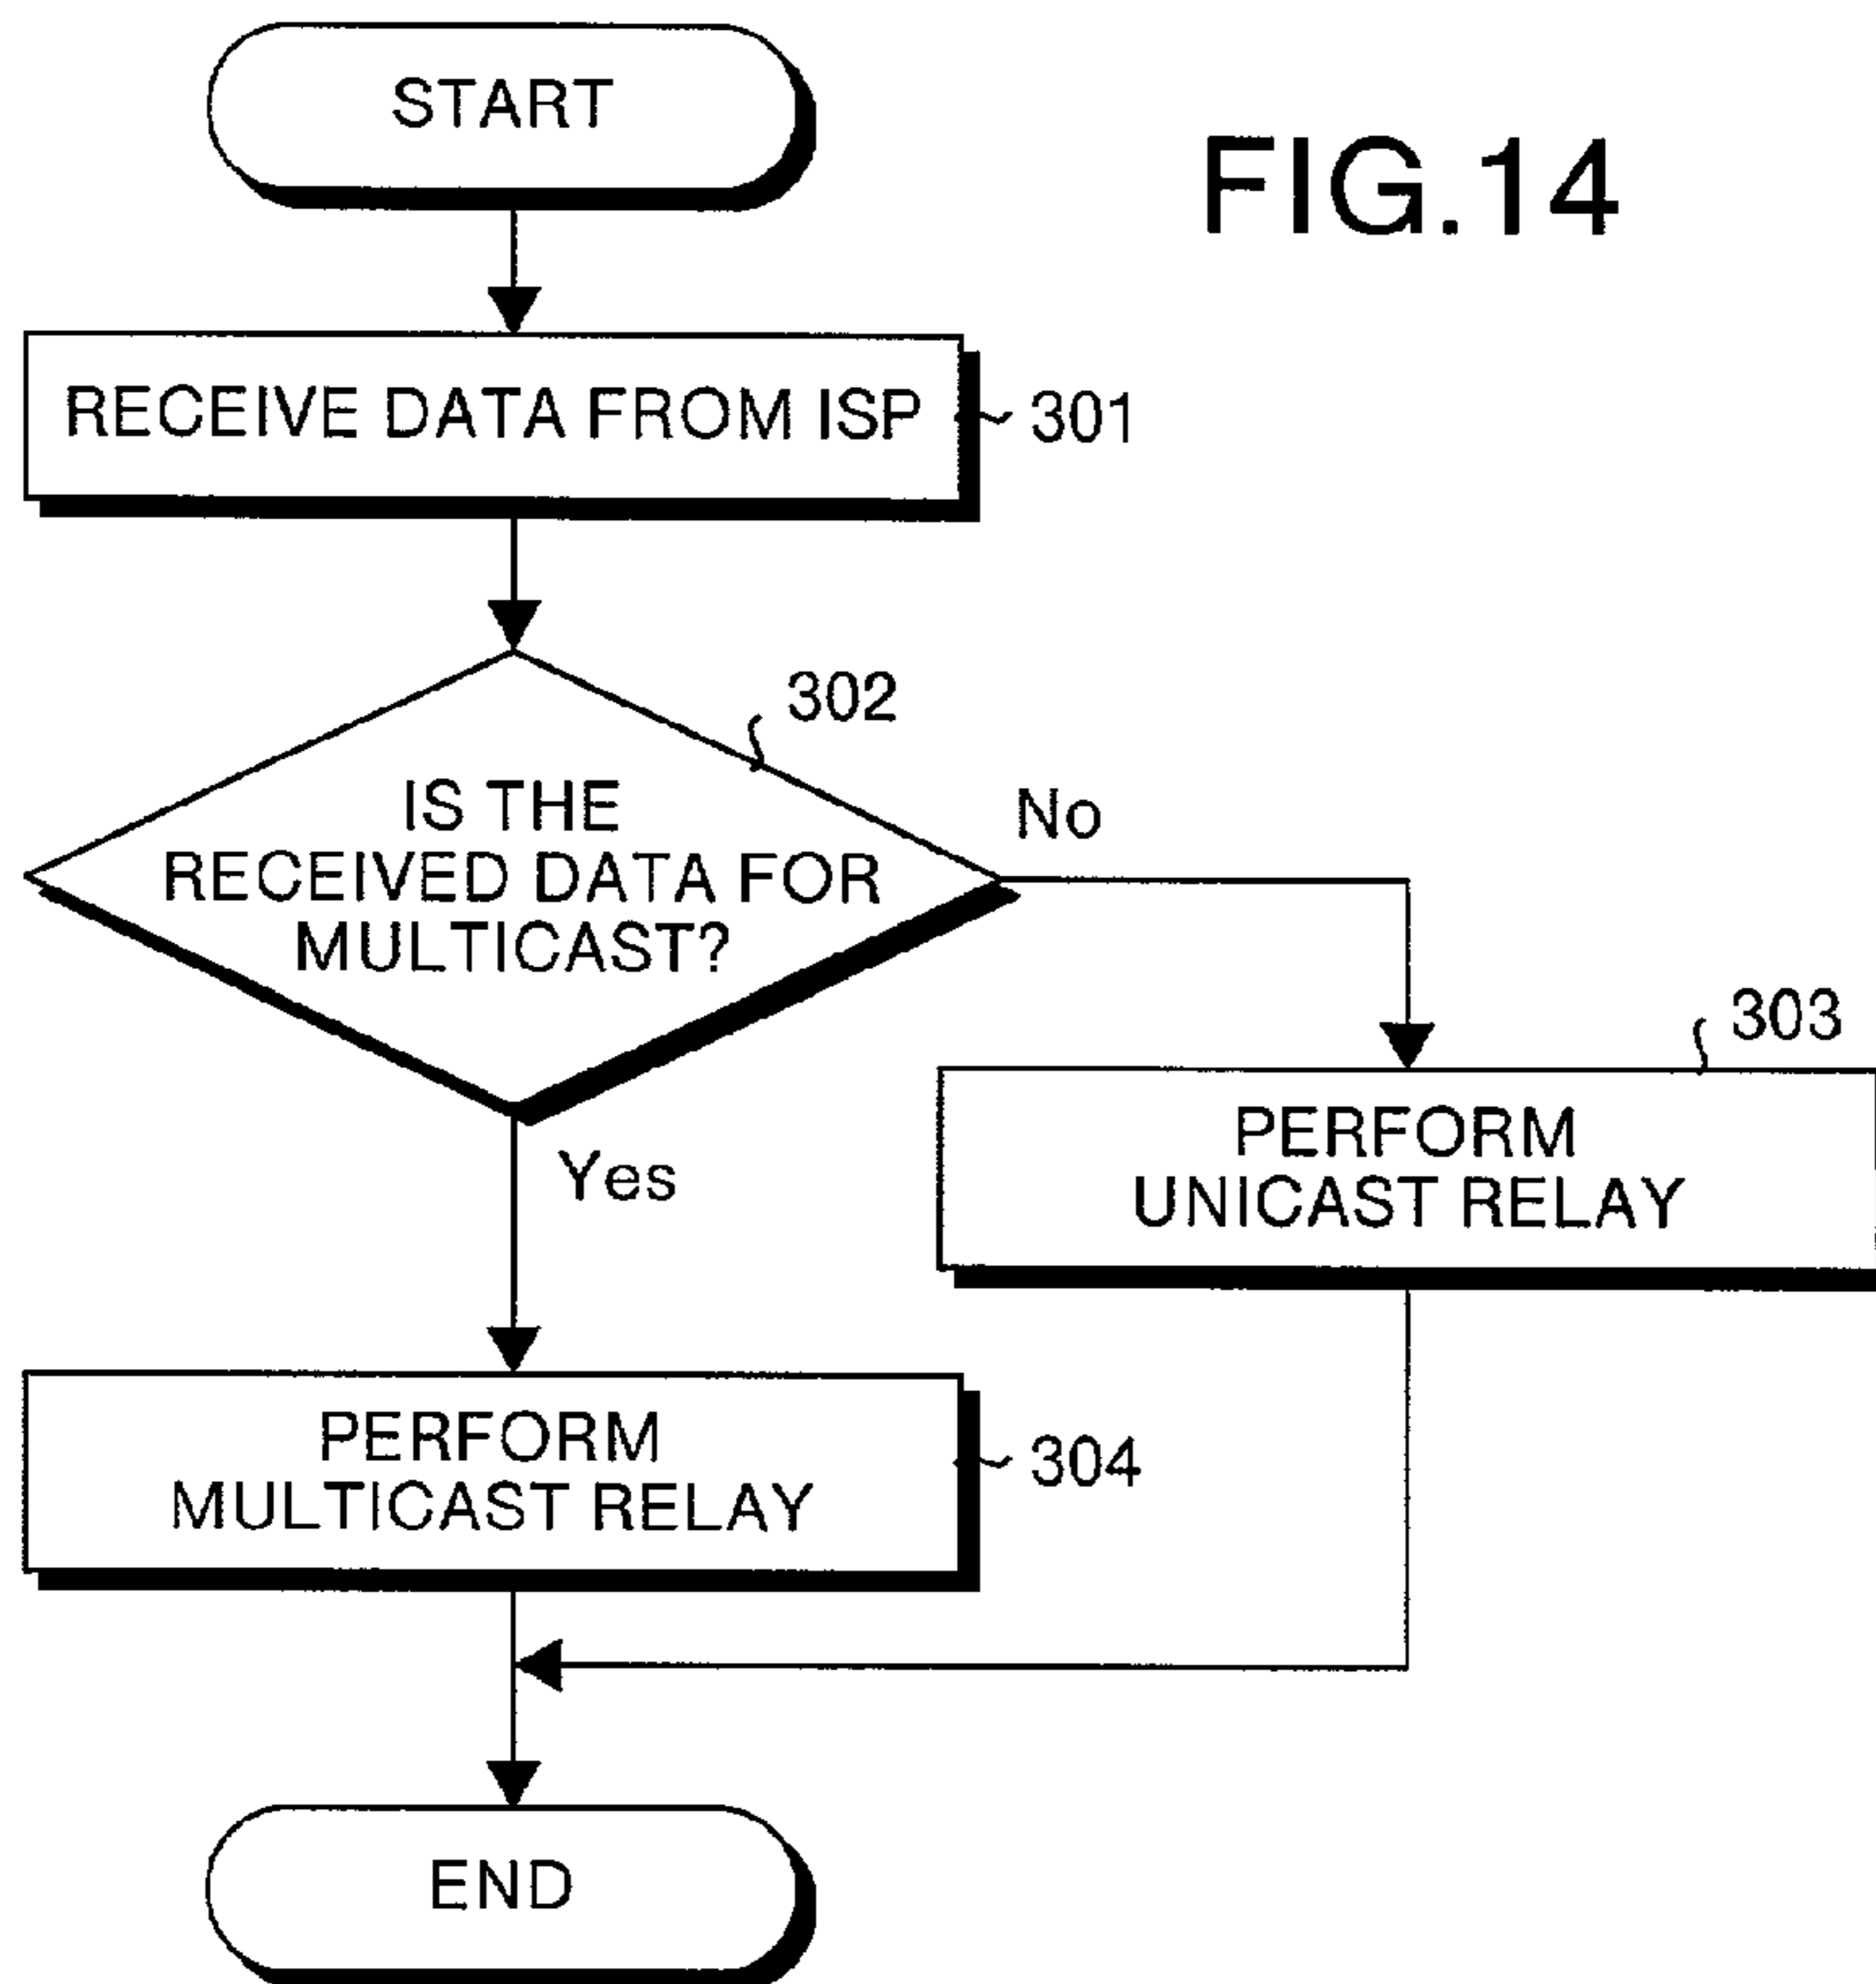 START
FIG.14
RECEIVE DATA FROM ISP
301
302
IS THE
RECEIVED DATA FOR
MULTICAST?
No
Yes
303
PERFORM
UNICAST RELAY
PERFORM
MULTICAST RELAY
304
END